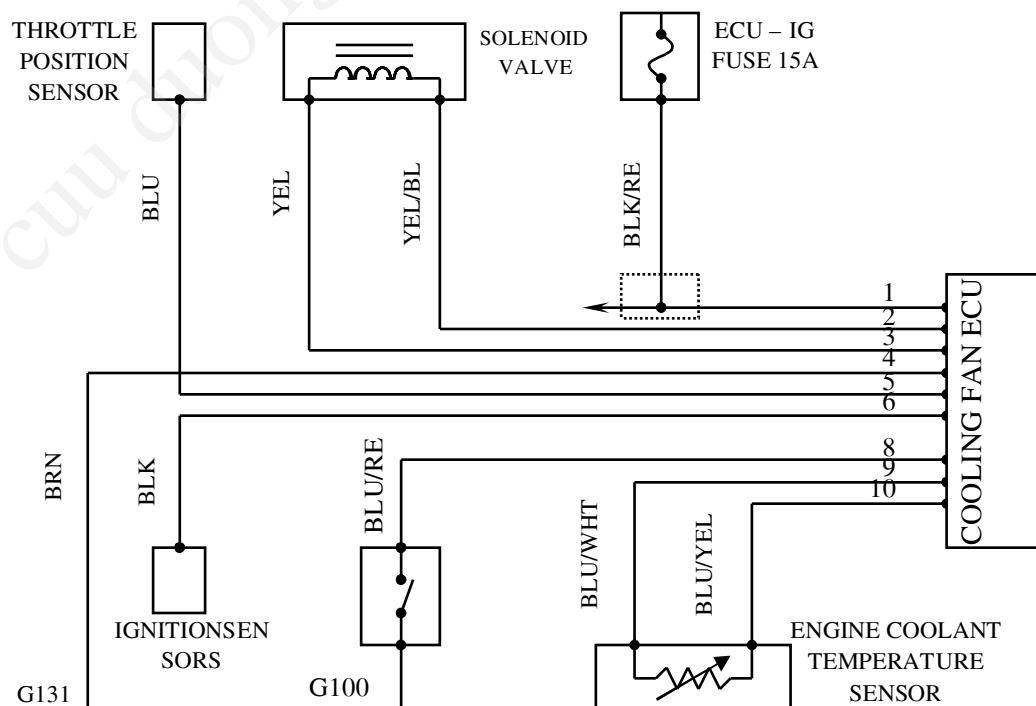 cuu duong
THROTTLE
POSITION
SENSOR
SOLENOID
VALVE
ECU – IG
FUSE 15A
BLU
YEL
YEL/BL
BLK/RE
1
2
3
4
5
6
8
9
10
COOLING FAN ECU
BRN
BLK
BLU/RE
BLU/WHT
BLU/YEL
IGNITIONSEN
SORS
ENGINE COOLANT
TEMPERATURE
SENSOR
G131
G100